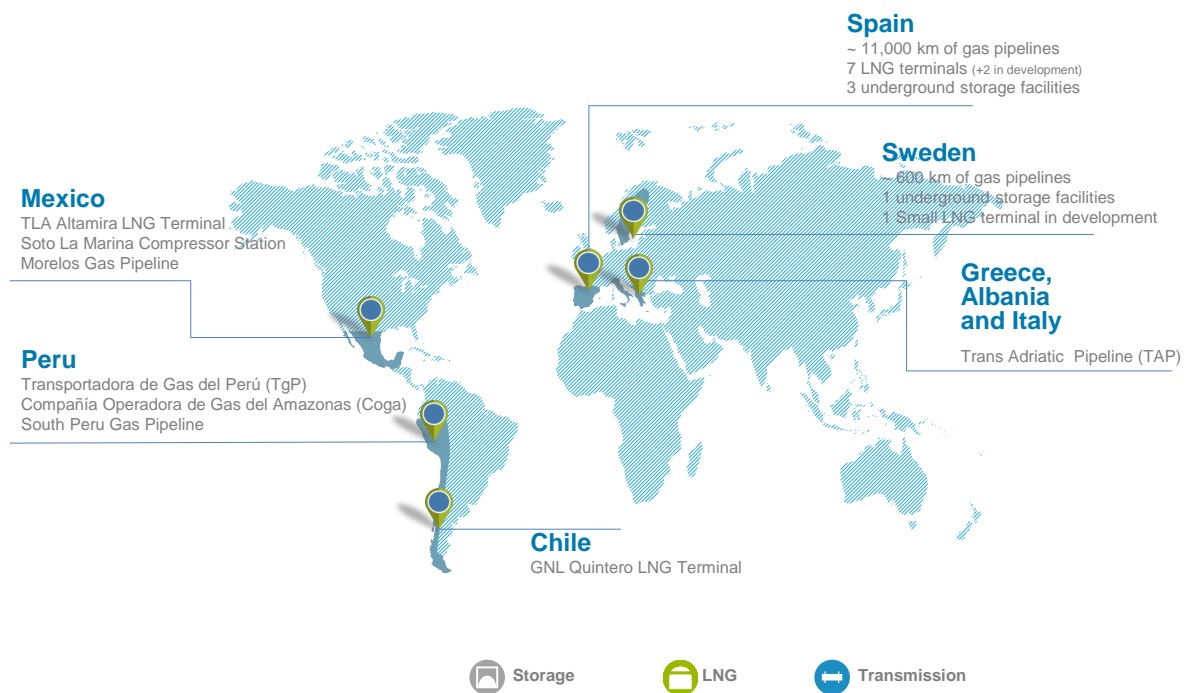 Spain
~ 11,000 km of gas pipelines
7 LNG terminals (+2 in development)
3 underground storage facilities
Sweden
~ 600 km of gas pipelines
1 underground storage facilities
1 Small LNG terminal in development
Mexico
TLA Altamira LNG Terminal
Soto La Marina Compressor Station
Morelos Gas Pipeline
Greece,
Albania
and Italy
Trans Adriatic Pipeline (TAP)
Peru
Transportadora de Gas del Perú (TgP)
Compañía Operadora de Gas del Amazonas (Coga)
South Peru Gas Pipeline
Chile
GNL Quintero LNG Terminal
Storage
LNG
Transmission